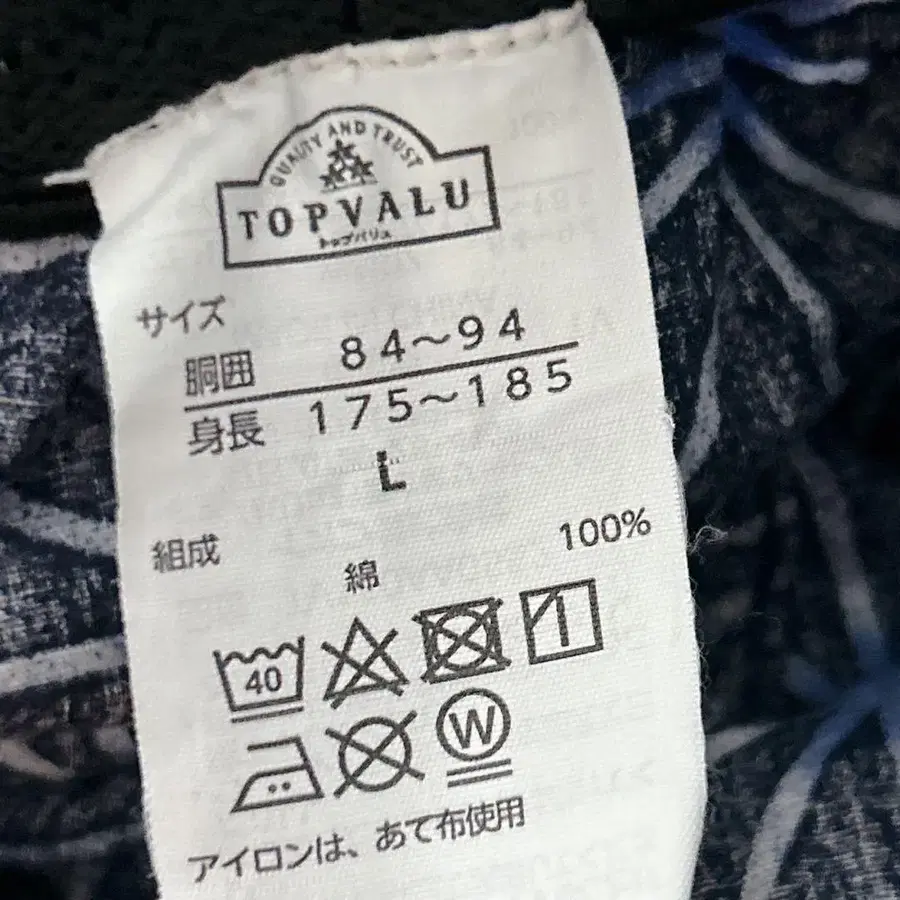 QUALITY AND TRUST
TOPVALU
トップバリュ
サイズ
胴囲 84～94
身長 175～185
L
組成
綿 100%
40
W
アイロンは、あて布使用